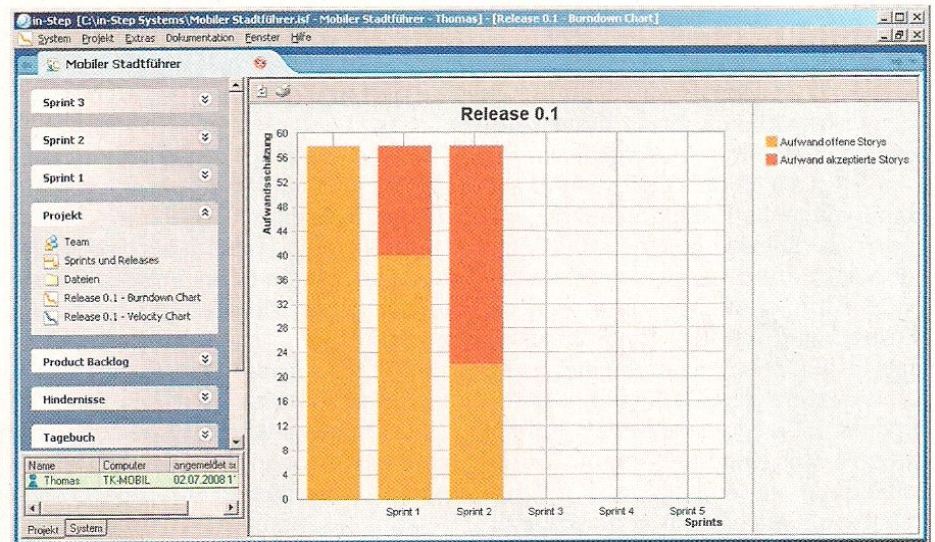 in-Step [C:\in-Step Systems\Mobiler Stadtführer.isf - Mobiler Stadtführer - Thomas] - [Release 0.1 - Burndown Chart]
System Projekt Extras Dokumentation Fenster Hilfe
Mobiler Stadtführer
Sprint 3
Sprint 2
Sprint 1
Projekt
Team
Sprints und Releases
Dateien
Release 0.1 - Burndown Chart
Release 0.1 - Velocity Chart
Product Backlog
Hindernisse
Tagebuch
Name Computer angemeldet se
Thomas TK-MOBIL 02.07.2008 1
Projekt System
Release 0.1
Aufwandsschätzung
60
56
52
48
44
40
36
32
28
24
20
16
12
8
4
0
Sprint 1 Sprint 2 Sprint 3 Sprint 4 Sprint 5
Sprints
Aufwand offene Storys
Aufwand akzeptierte Storys